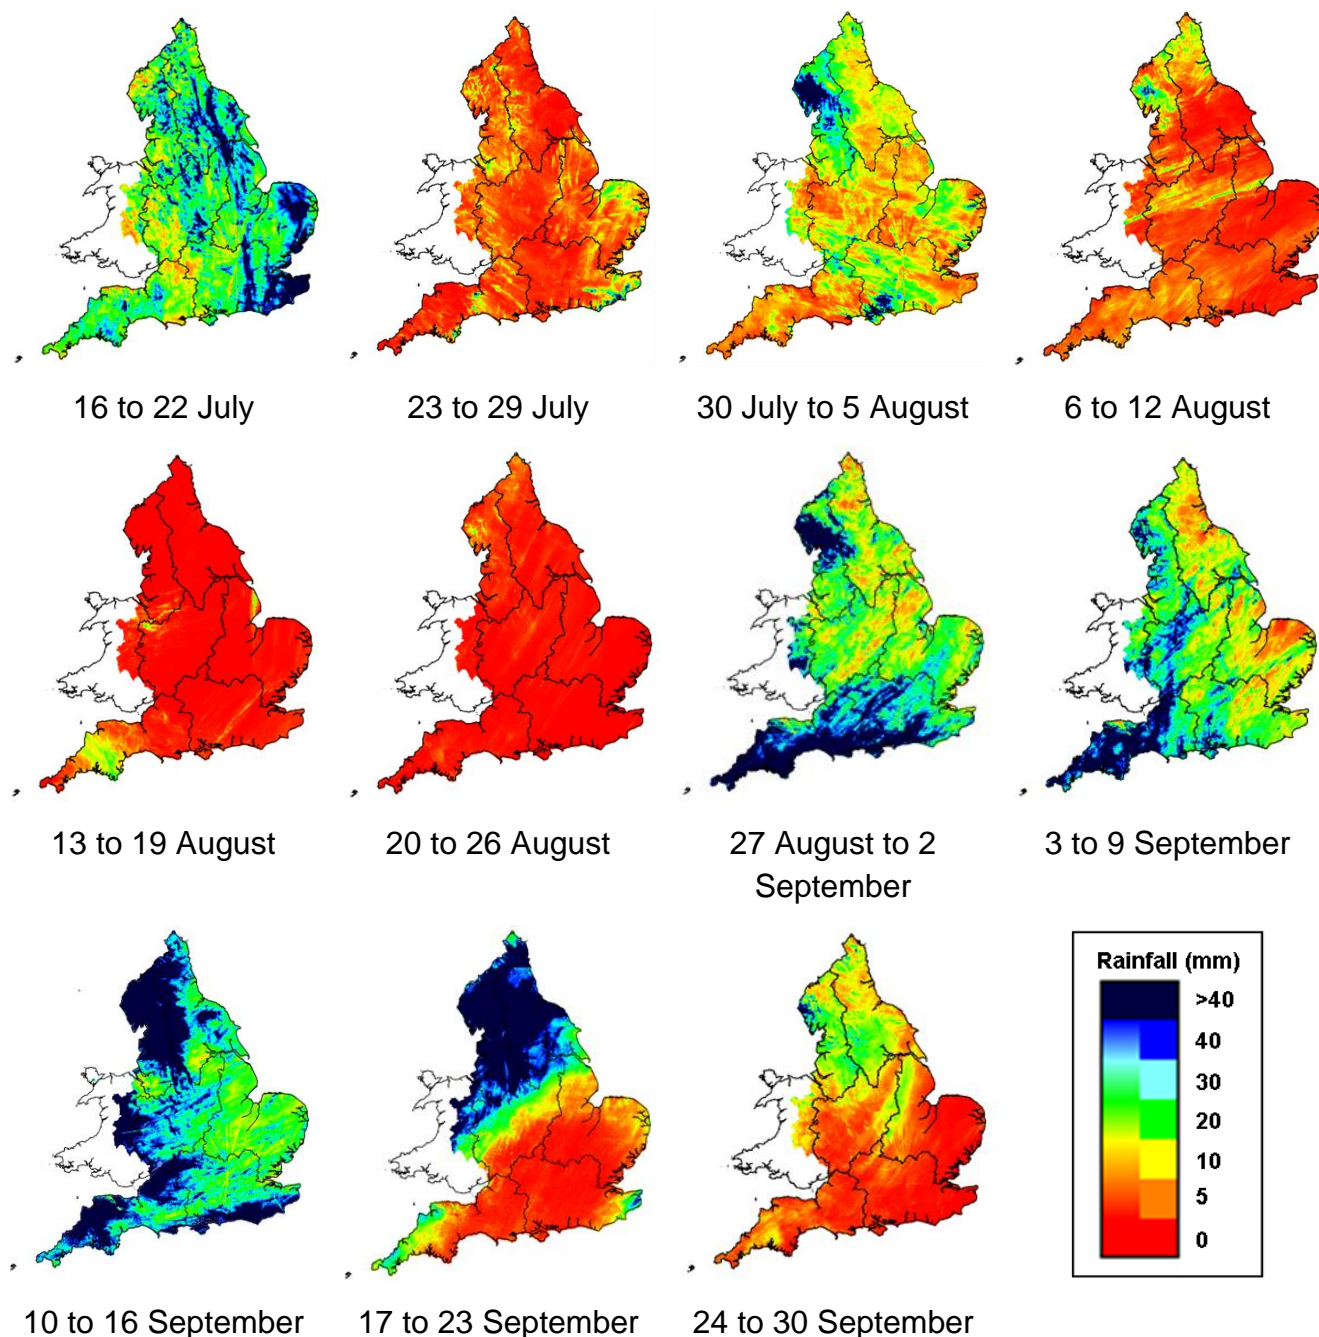 16 to 22 July
23 to 29 July
30 July to 5 August
6 to 12 August
13 to 19 August
20 to 26 August
27 August to 2
September
3 to 9 September
10 to 16 September
17 to 23 September
24 to 30 September
Rainfall (mm)
>40
40
30
20
10
5
0